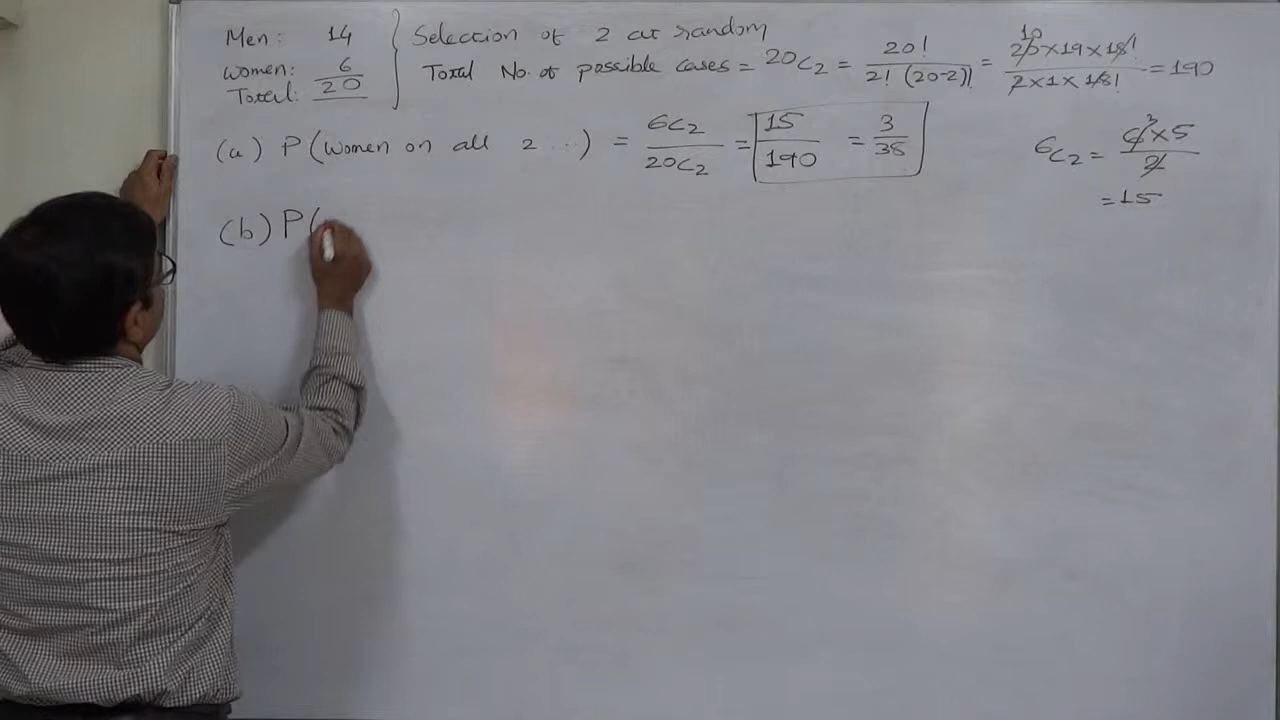 Men: 14
Women: 6
Total: 20
Selection of 2 at random
Total No. of possible cases = 20C2 = 20! / 2! (20-2)! = 10 20×19×18! / 2×1×18! = 190
(a) P(Women on all 2 ...) = 6C2 / 20C2 = 15 / 190 = 3 / 38
6C2 = 6 3 ×5 / 2
= 15
(b) P(